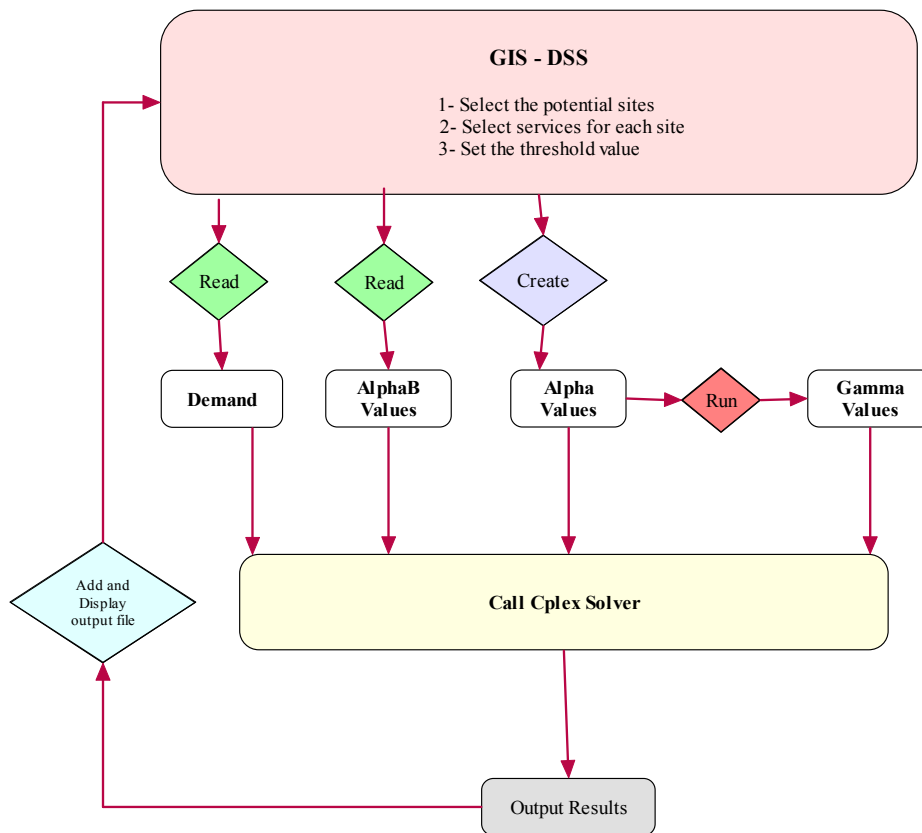 GIS - DSS
1- Select the potential sites
2- Select services for each site
3- Set the threshold value
Read
Read
Create
Demand
AlphaB
Values
Alpha
Values
Run
Gamma
Values
Add and
Display
output file
Call Cplex Solver
Output Results